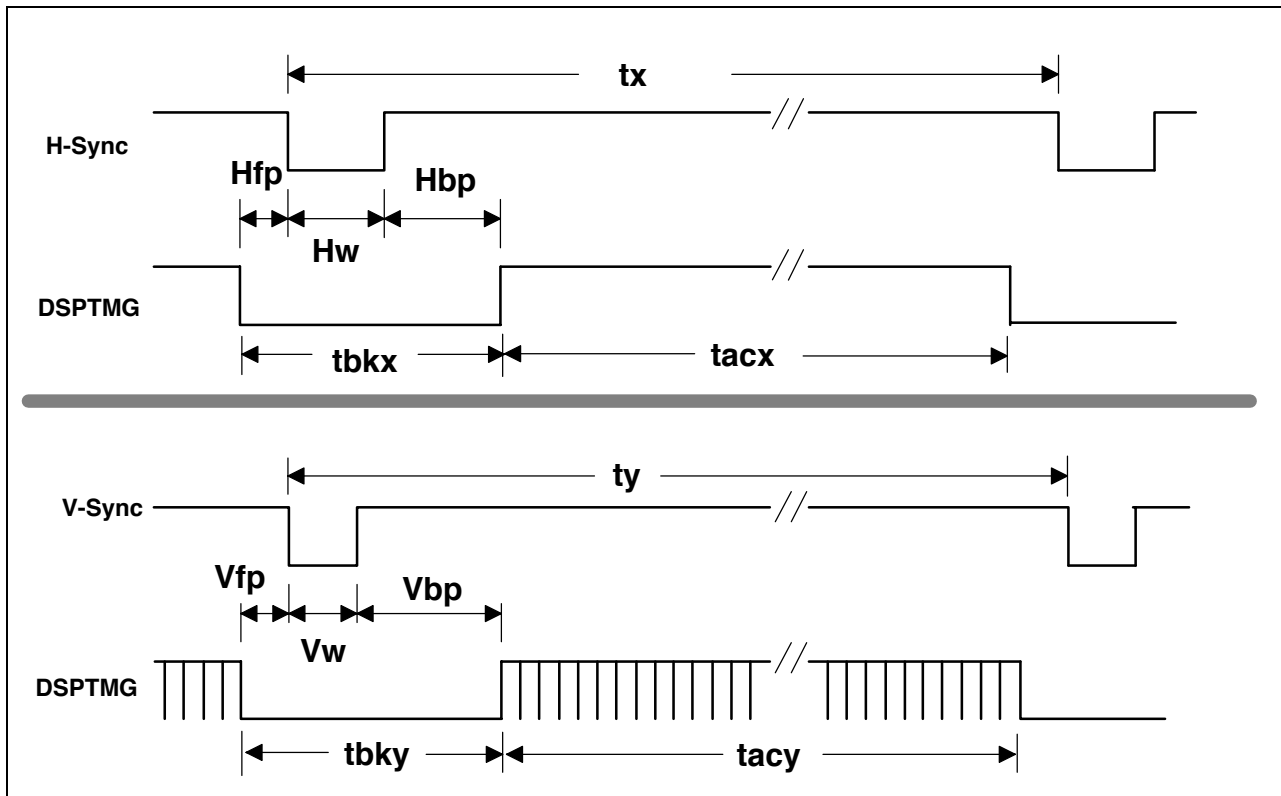 tx
H-Sync
Hfp
Hbp
Hw
DSPTMG
tbkx
tacx
ty
V-Sync
Vfp
Vbp
Vw
DSPTMG
tbky
tacy